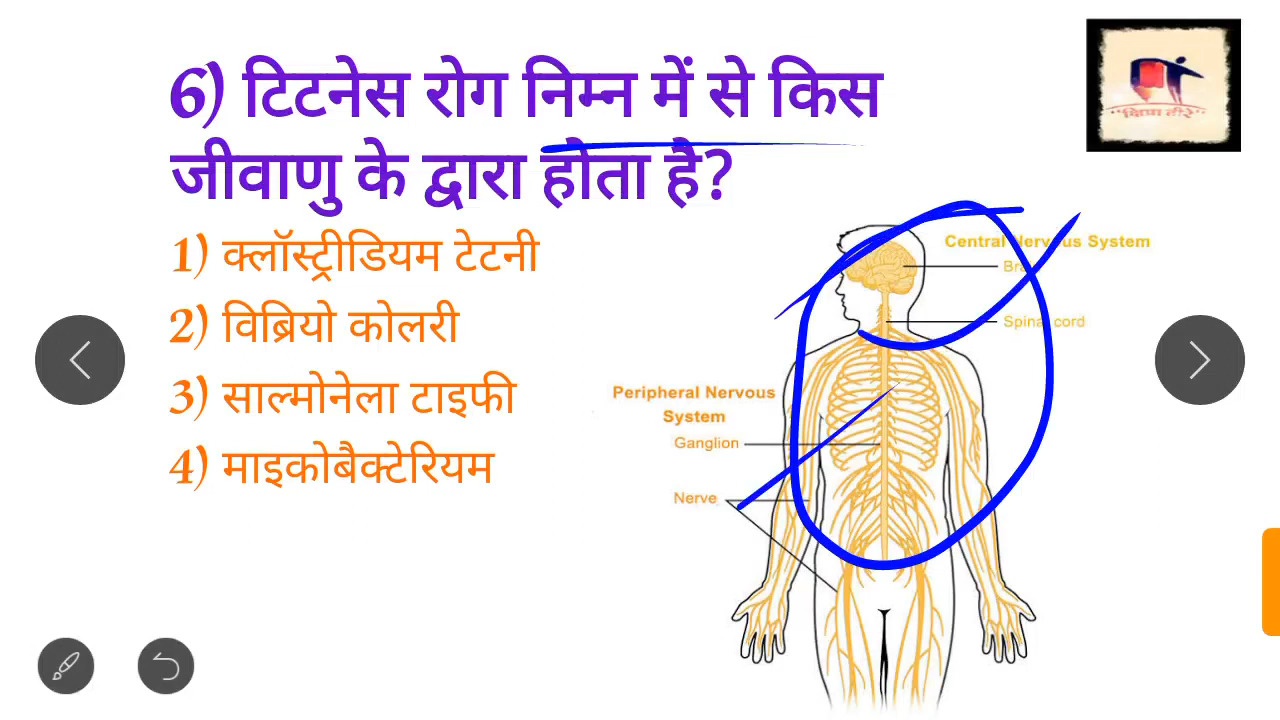 6) टिटनेस रोग निम्न में से किस
जीवाणु के द्वारा होता है?
1) क्लॉस्ट्रीडियम टेटनी
2) विब्रियो कोलरी
3) साल्मोनेला टाइफी
4) माइकोबैक्टेरियम
Central Nervous System
Brain
Spinal cord
Peripheral Nervous
System
Ganglion
Nerve